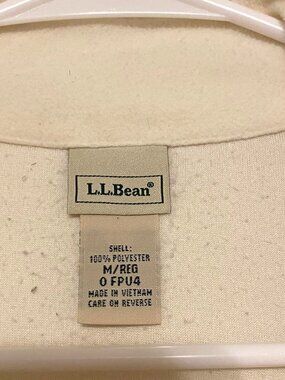 L.L.Bean®
SHELL:
100% POLYESTER
M/REG
0 FPU4
MADE IN VIETNAM
CARE ON REVERSE